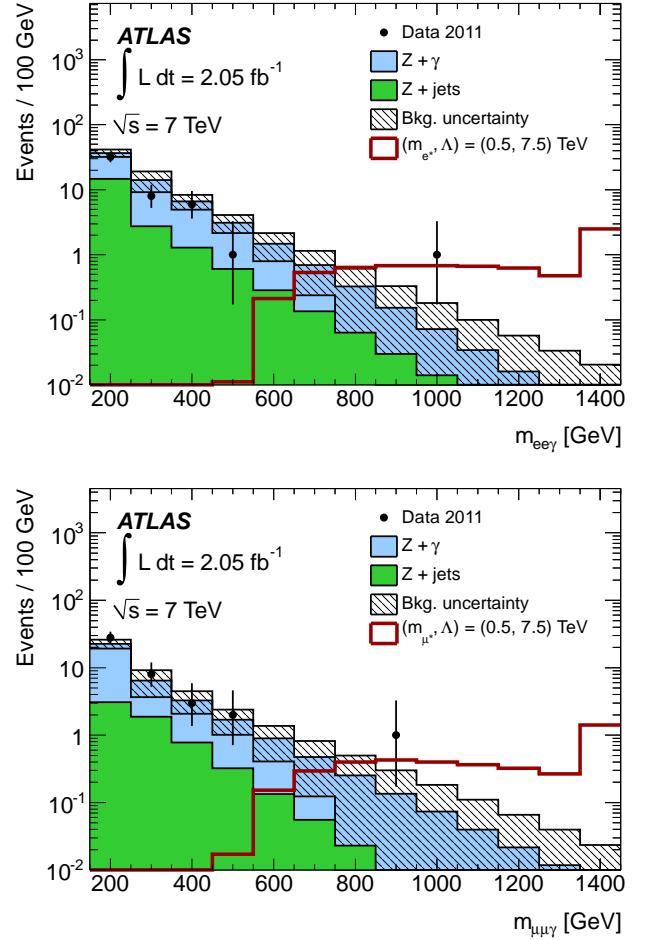 ATLAS
∫ L dt = 2.05 fb⁻¹
√s = 7 TeV
Data 2011
Z + γ
Z + jets
Bkg. uncertainty
(m_e*, Λ) = (0.5, 7.5) TeV
Events / 100 GeV
10³
10²
10
1
10⁻¹
10⁻²
200 400 600 800 1000 1200 1400
m_eeγ [GeV]
ATLAS
∫ L dt = 2.05 fb⁻¹
√s = 7 TeV
Data 2011
Z + γ
Z + jets
Bkg. uncertainty
(m_μ*, Λ) = (0.5, 7.5) TeV
Events / 100 GeV
10³
10²
10
1
10⁻¹
10⁻²
200 400 600 800 1000 1200 1400
m_μμγ [GeV]